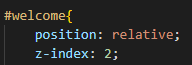 #welcome{
    position: relative;
    z-index: 2;